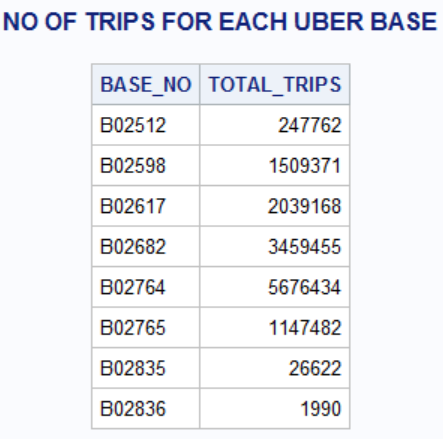 NO OF TRIPS FOR EACH UBER BASE
BASE_NO TOTAL_TRIPS
B02512 247762
B02598 1509371
B02617 2039168
B02682 3459455
B02764 5676434
B02765 1147482
B02835 26622
B02836 1990